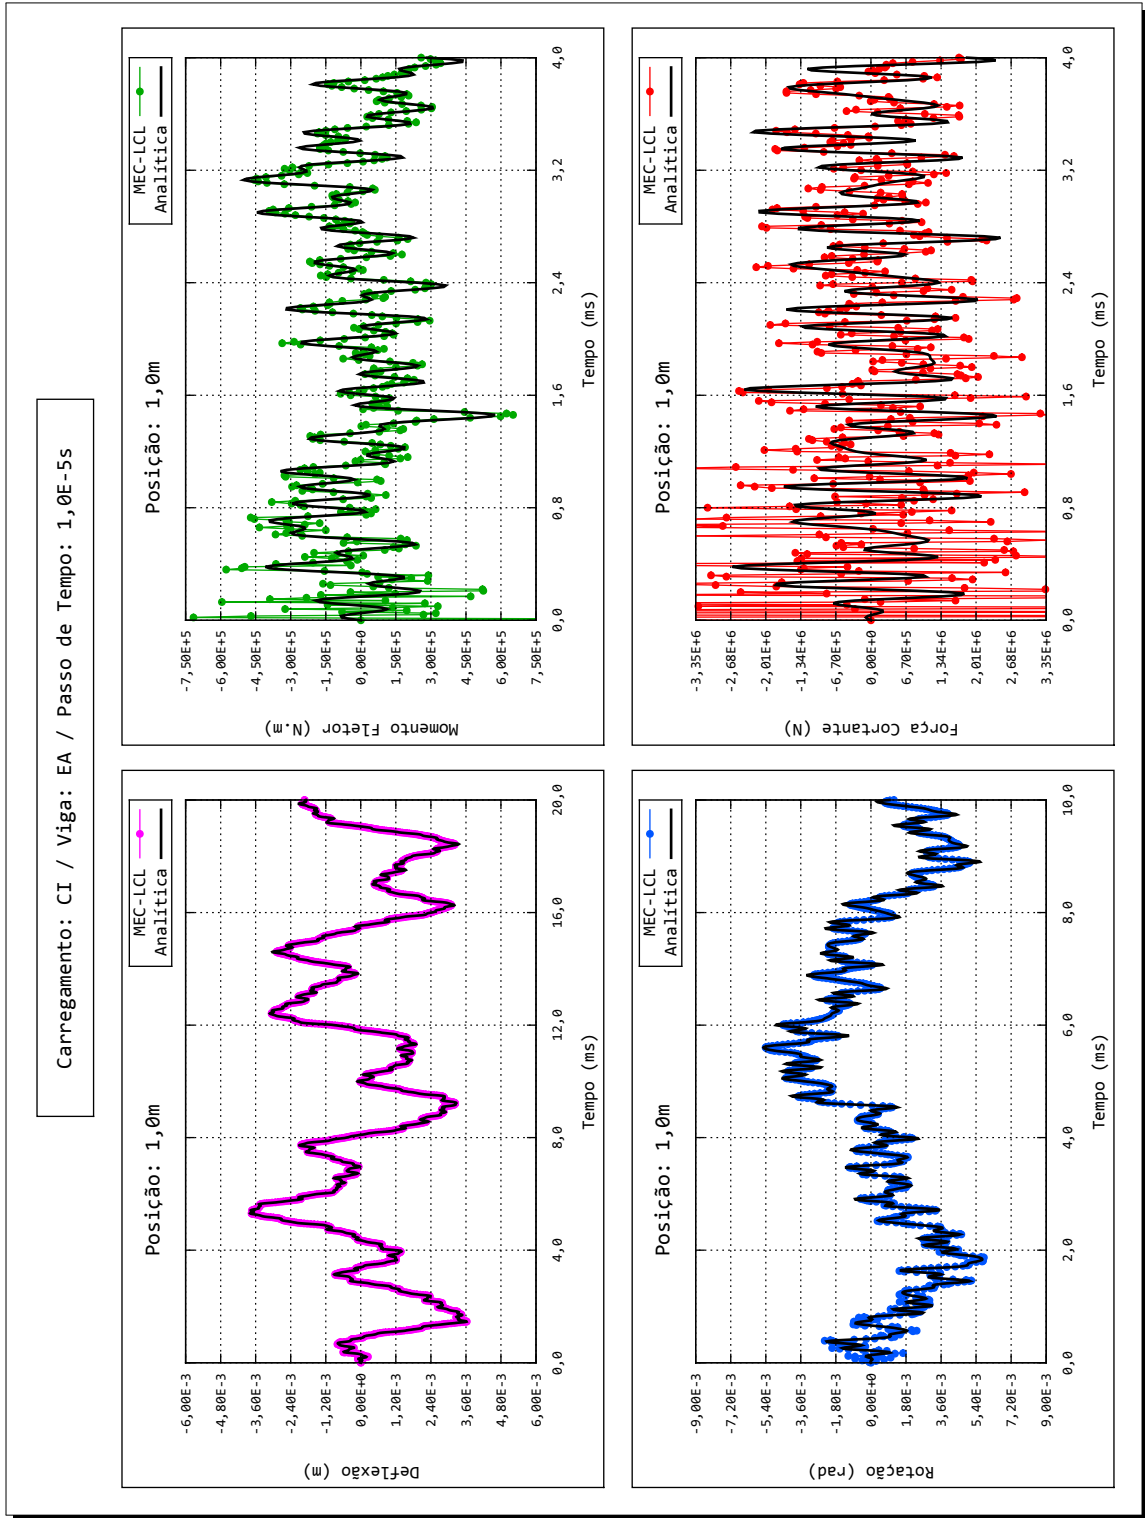 Carregamento: CI / Viga: EA / Passo de Tempo: 1,0E-5s
Posição: 1,0m
MEC-LCL
Analítica
Deflexão (m)
-6,00E-3
-4,80E-3
-3,60E-3
-2,40E-3
-1,20E-3
0,00E+0
1,20E-3
2,40E-3
3,60E-3
4,80E-3
6,00E-3
0,0
4,0
8,0
12,0
16,0
20,0
Tempo (ms)
Posição: 1,0m
MEC-LCL
Analítica
Momento Fletor (N.m)
-7,50E+5
-6,00E+5
-4,50E+5
-3,00E+5
-1,50E+5
0,00E+0
1,50E+5
3,00E+5
4,50E+5
6,00E+5
7,50E+5
0,0
0,8
1,6
2,4
3,2
4,0
Tempo (ms)
Posição: 1,0m
MEC-LCL
Analítica
Rotação (rad)
-9,00E-3
-7,20E-3
-5,40E-3
-3,60E-3
-1,80E-3
0,00E+0
1,80E-3
3,60E-3
5,40E-3
7,20E-3
9,00E-3
0,0
2,0
4,0
6,0
8,0
10,0
Tempo (ms)
Posição: 1,0m
MEC-LCL
Analítica
Força Cortante (N)
-3,35E+6
-2,68E+6
-2,01E+6
-1,34E+6
-6,70E+5
0,00E+0
6,70E+5
1,34E+6
2,01E+6
2,68E+6
3,35E+6
0,0
0,8
1,6
2,4
3,2
4,0
Tempo (ms)